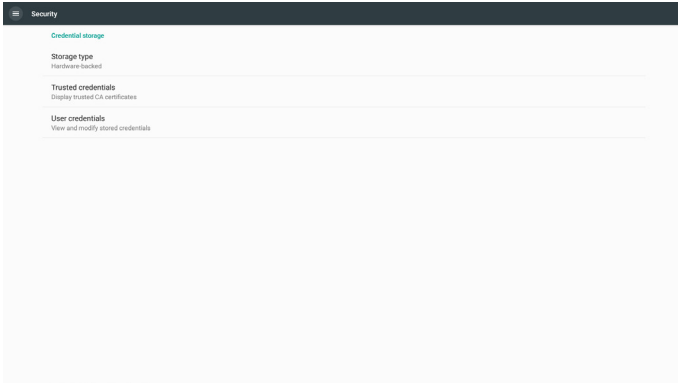 Security
Credential storage
Storage type
Hardware-backed
Trusted credentials
Display trusted CA certificates
User credentials
View and modify stored credentials